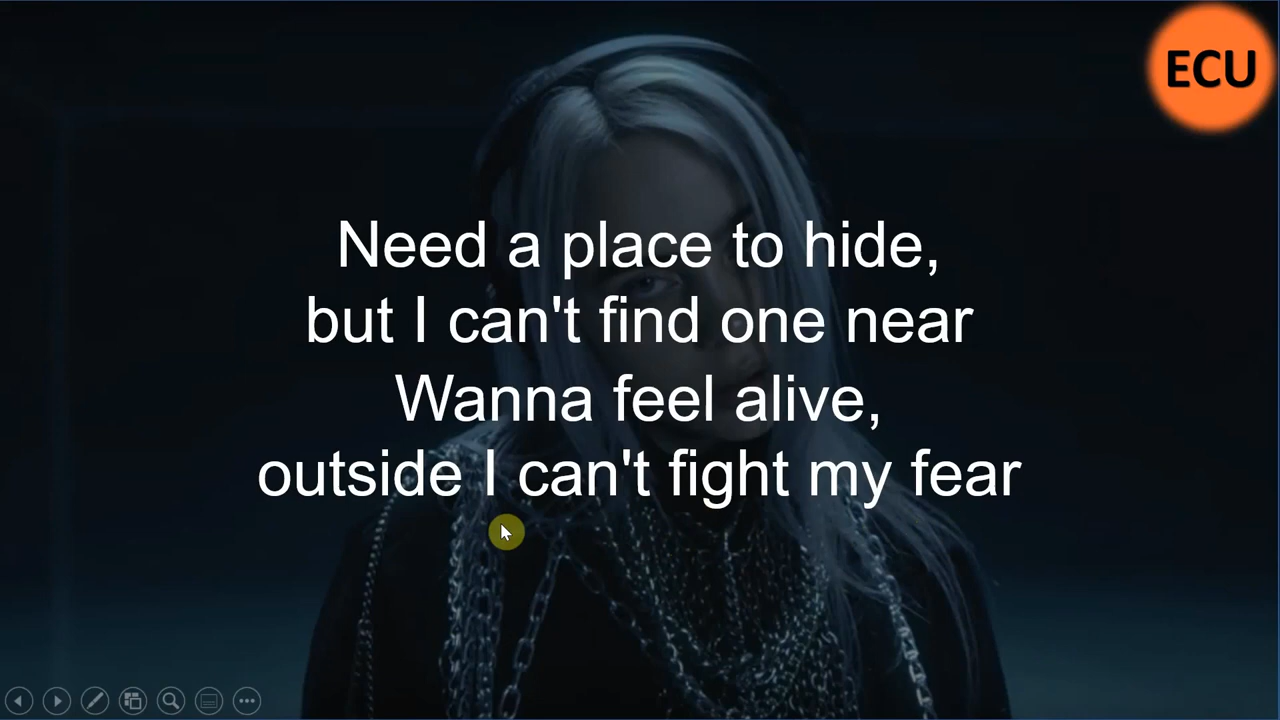 ECU
Need a place to hide,
but I can't find one near
Wanna feel alive,
outside I can't fight my fear